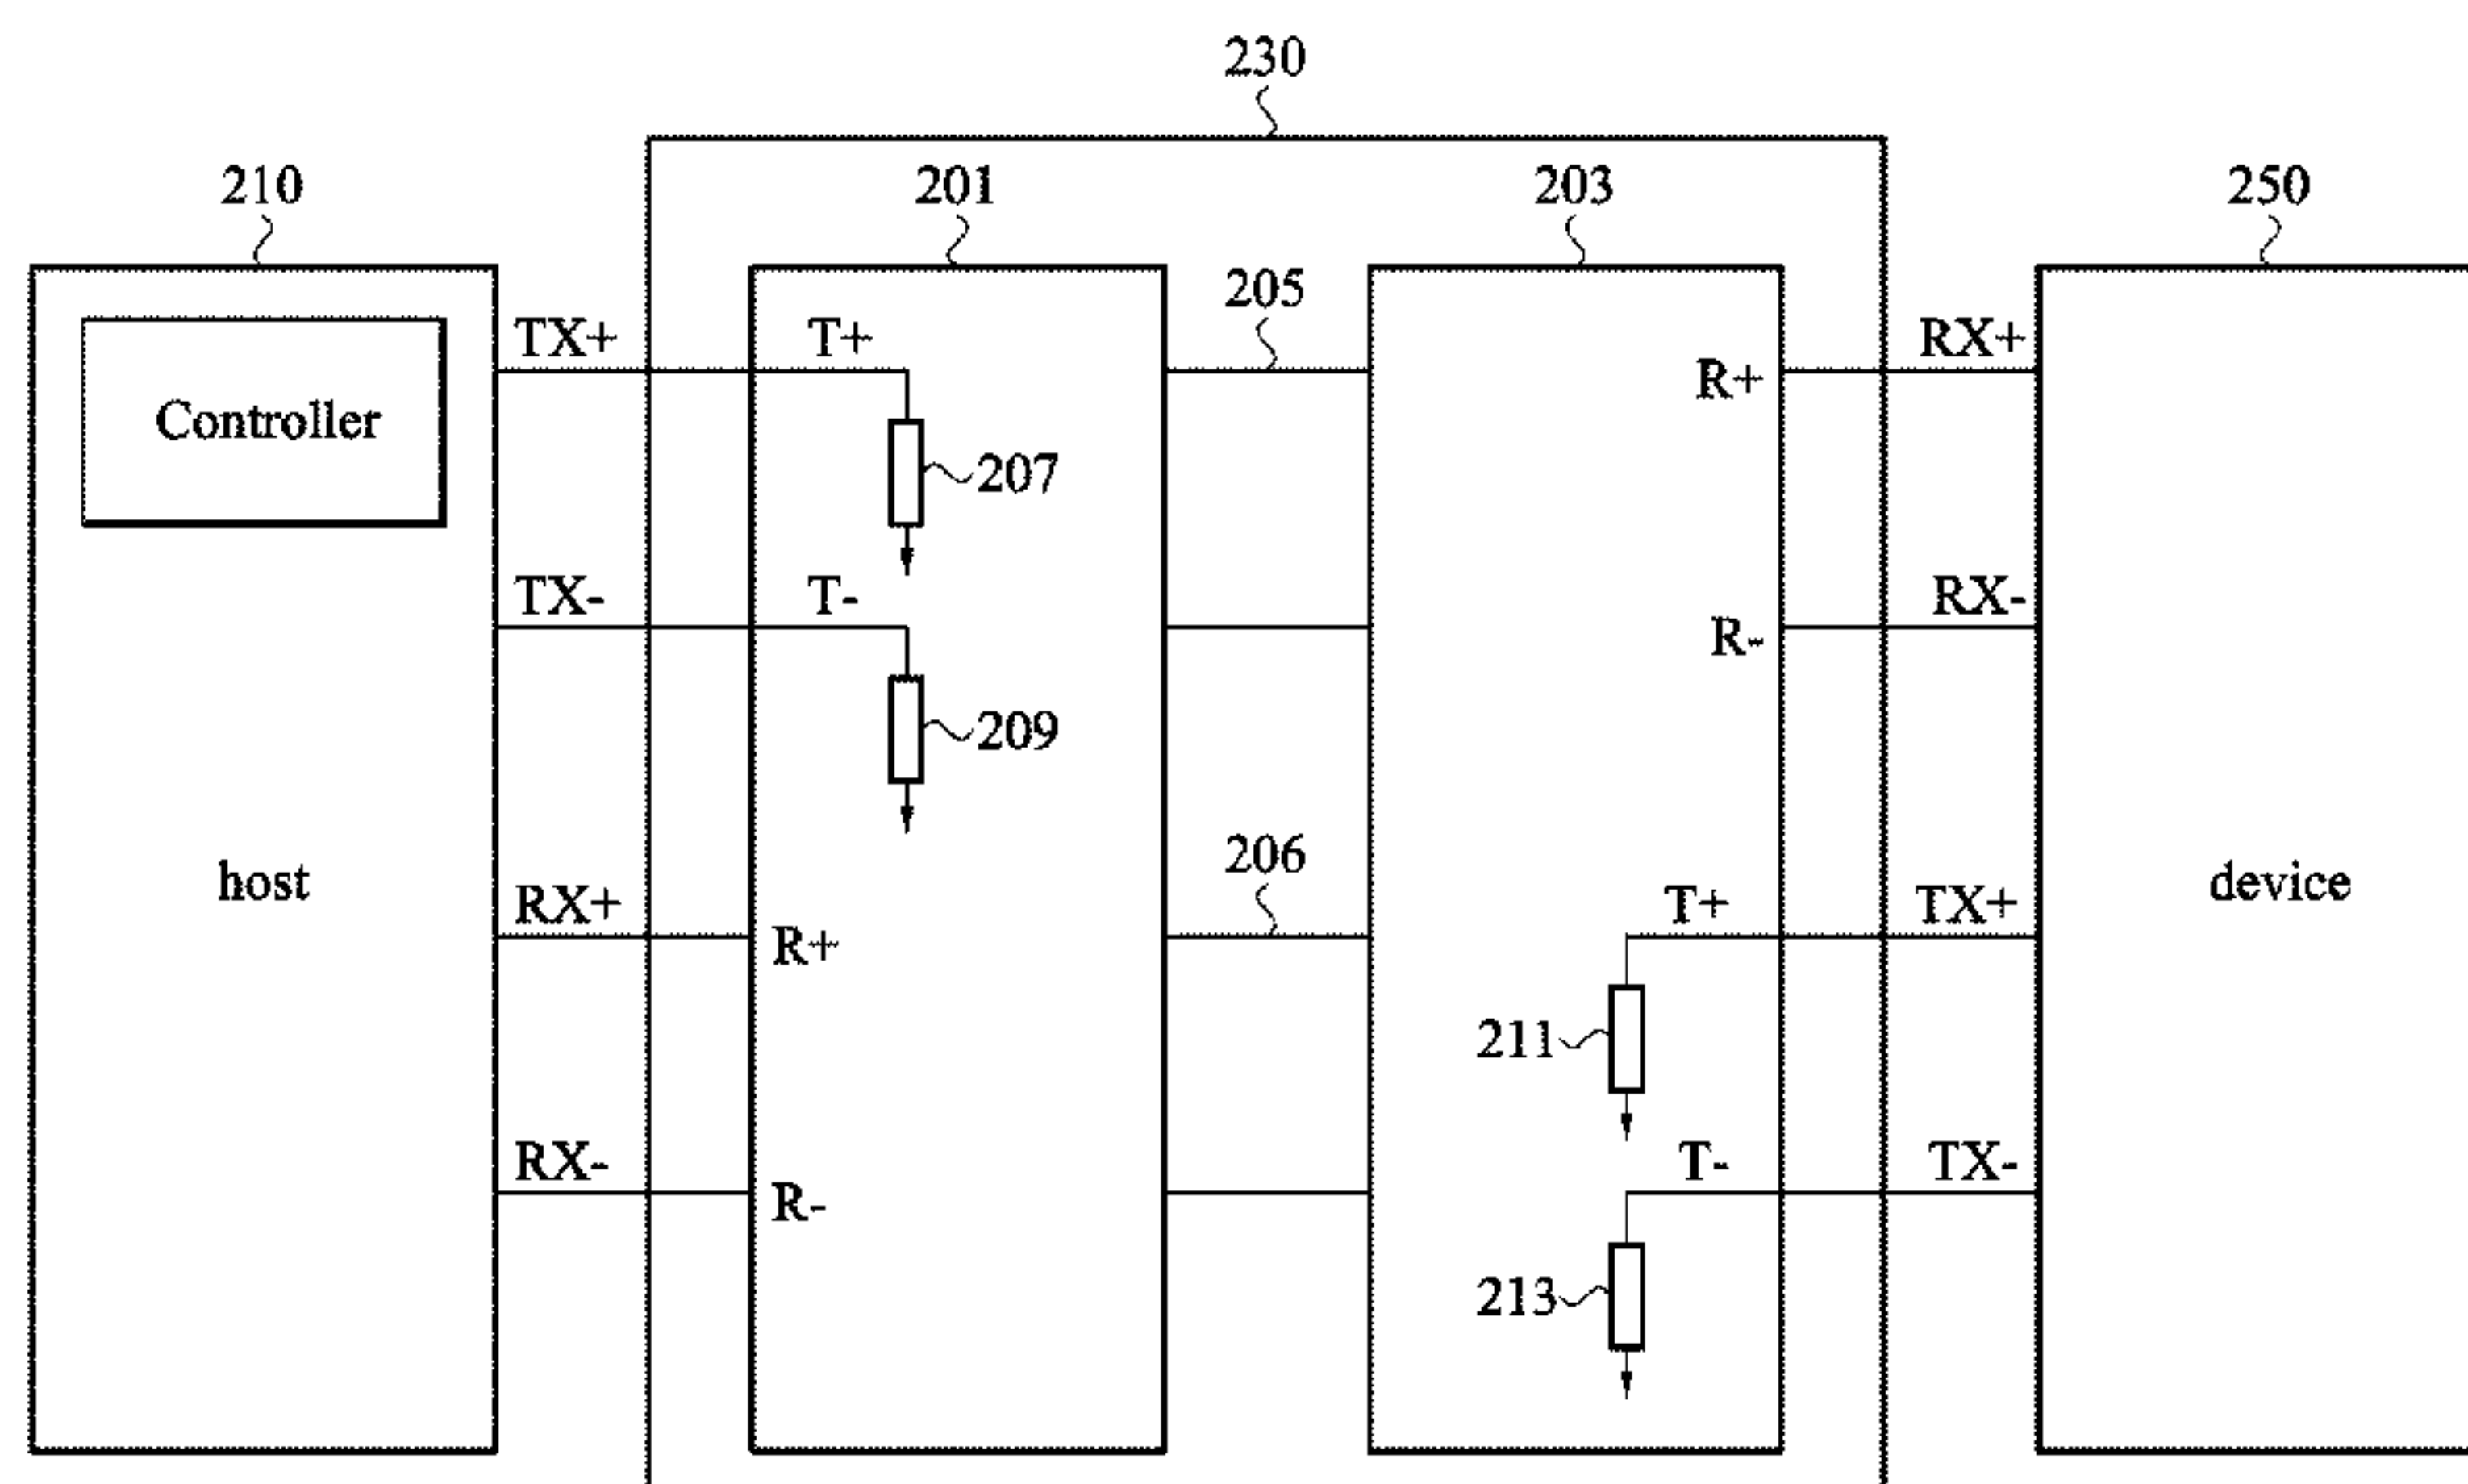 230
210
201
203
250
205
TX+
T+
RX+
R+
Controller
207
TX-
T-
RX-
R-
209
206
host
device
RX+
R+
T+
TX+
211
RX-
R-
T-
TX-
213